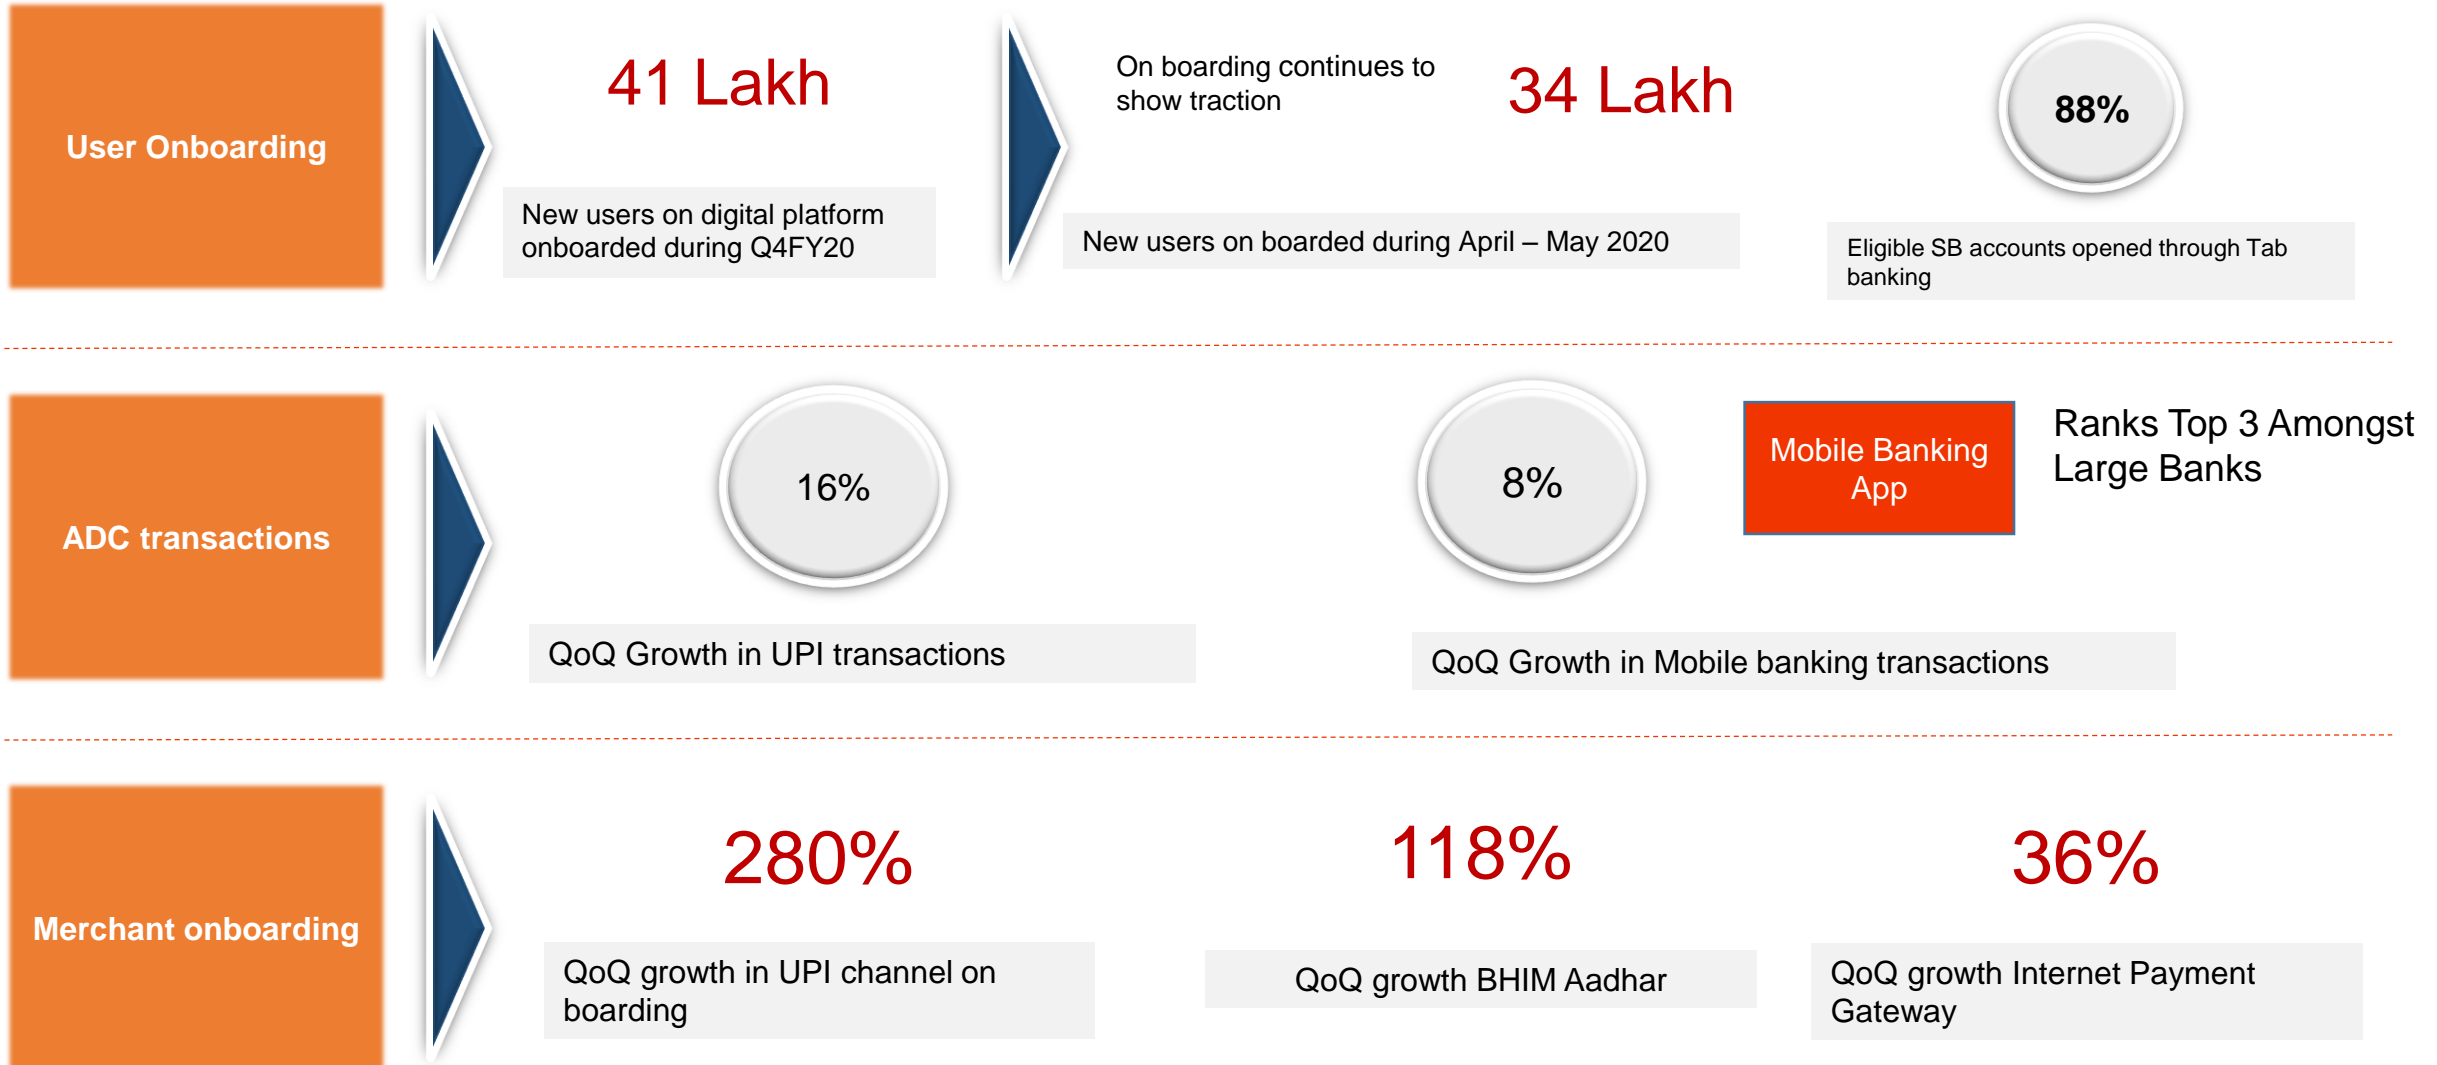 User Onboarding
41 Lakh
New users on digital platform
onboarded during Q4FY20
On boarding continues to
show traction
34 Lakh
New users on boarded during April – May 2020
88%
Eligible SB accounts opened through Tab
banking
ADC transactions
16%
QoQ Growth in UPI transactions
8%
QoQ Growth in Mobile banking transactions
Mobile Banking
App
Ranks Top 3 Amongst
Large Banks
Merchant onboarding
280%
QoQ growth in UPI channel on
boarding
118%
QoQ growth BHIM Aadhar
36%
QoQ growth Internet Payment
Gateway